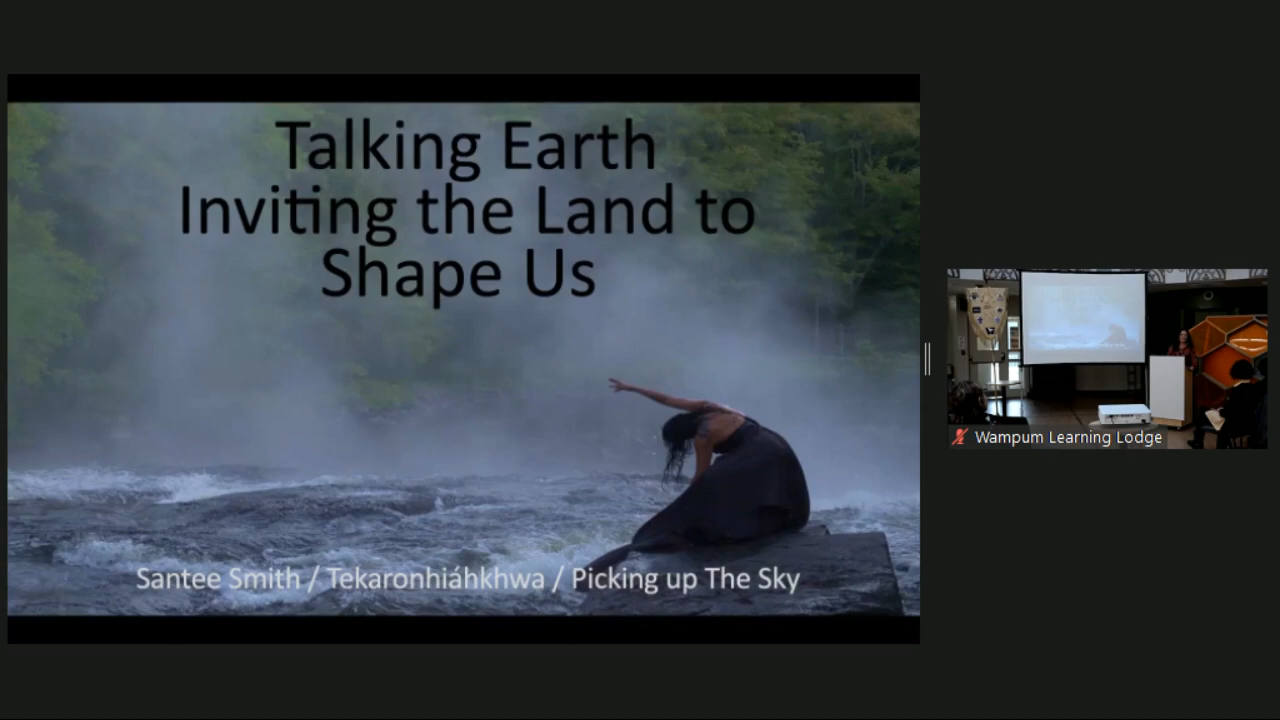 Talking Earth
Inviting the Land to
Shape Us
Santee Smith / Tekaronhiáhkhwa / Picking up The Sky
Wampum Learning Lodge